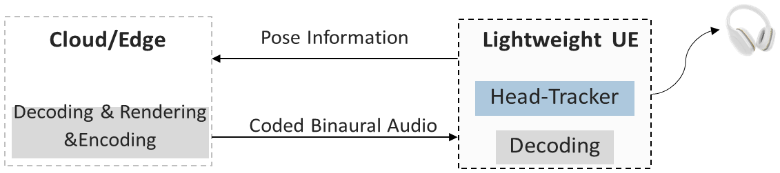 Cloud/Edge
Decoding & Rendering
&Encoding
Pose Information
Coded Binaural Audio
Lightweight UE
Head-Tracker
Decoding